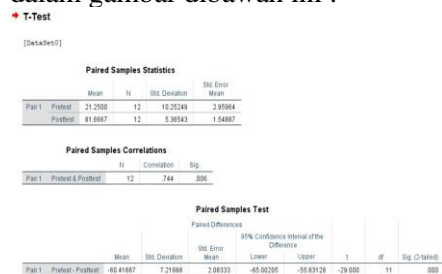 dalam gambar dibawah ini :
T-Test
[DataSet0]
Paired Samples Statistics
Mean N Std. Deviation Std. Error Mean
Pair 1 Pretest 21.2500 12 10.25249 2.95964
Posttest 81.6667 12 5.36543 1.54887
Paired Samples Correlations
N Correlation Sig.
Pair 1 Pretest & Posttest 12 .744 .006
Paired Samples Test
Paired Differences
95% Confidence Interval of the Difference
Mean Std. Deviation Std. Error Mean Lower Upper t df Sig. (2-tailed)
Pair 1 Pretest - Posttest -60.41667 7.21688 2.08333 -65.00205 -55.83128 -29.000 11 .000